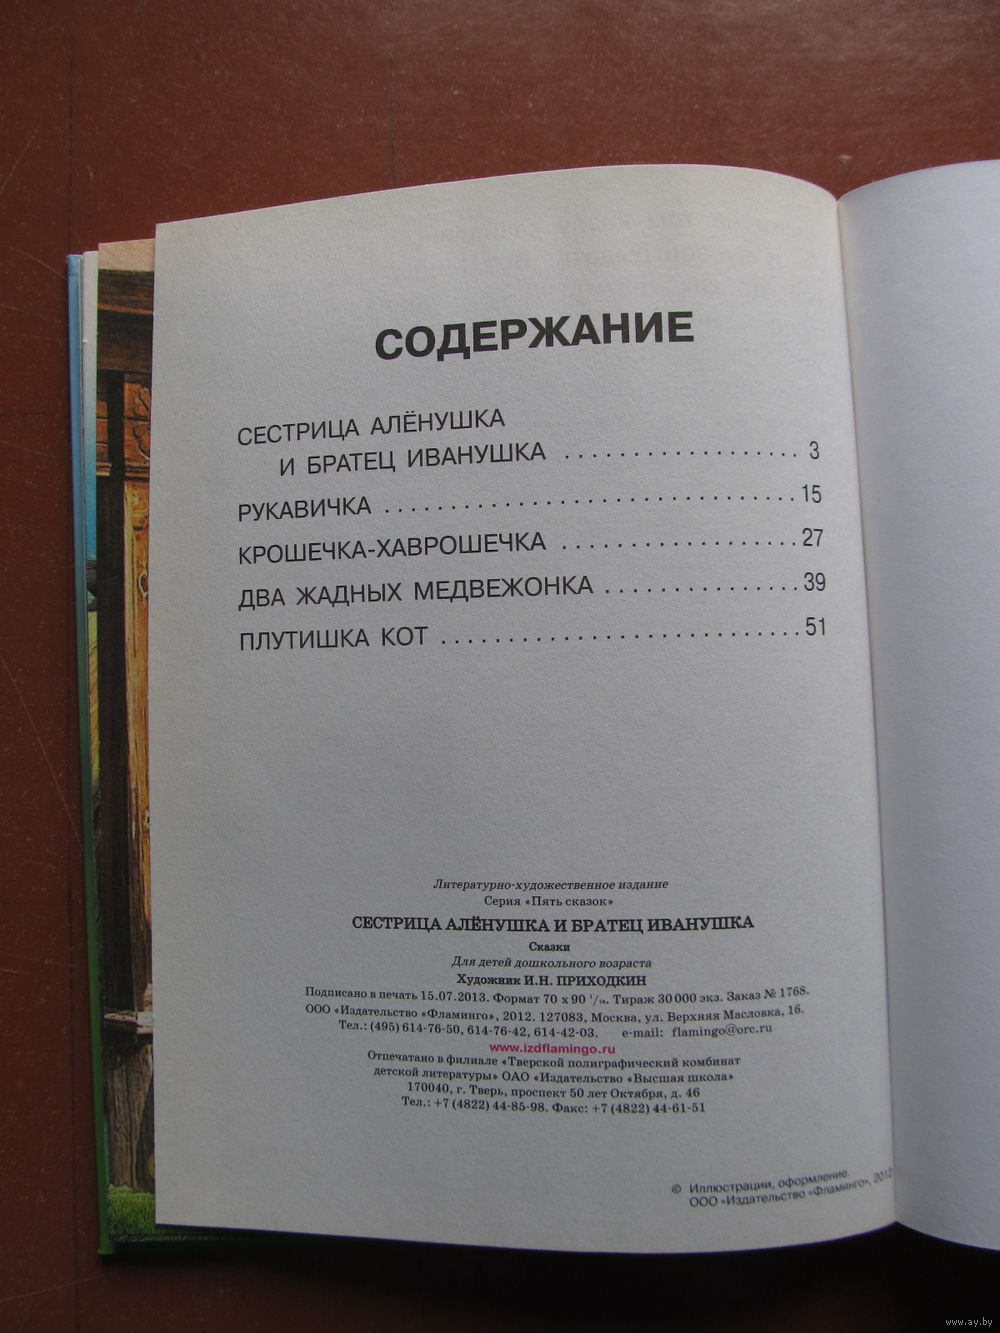 СОДЕРЖАНИЕ
СЕСТРИЦА АЛЁНУШКА
И БРАТЕЦ ИВАНУШКА . . . . . . . . . . . . . . . . . . 3
РУКАВИЧКА . . . . . . . . . . . . . . . . . . . . . . . . . . . . . . . 15
КРОШЕЧКА-ХАВРОШЕЧКА . . . . . . . . . . . . . . . . . . 27
ДВА ЖАДНЫХ МЕДВЕЖОНКА . . . . . . . . . . . . . . . 39
ПЛУТИШКА КОТ . . . . . . . . . . . . . . . . . . . . . . . . . . . 51
Литературно-художественное издание
Серия «Пять сказок»
СЕСТРИЦА АЛЁНУШКА И БРАТЕЦ ИВАНУШКА
Сказки
Для детей дошкольного возраста
Художник И.Н. ПРИХОДКИН
Подписано в печать 15.07.2013. Формат 70 x 90 1/16. Тираж 30 000 экз. Заказ № 1768.
ООО «Издательство «Фламинго», 2012. 127083, Москва, ул. Верхняя Масловка, 16.
Тел.: (495) 614-76-50, 614-76-42, 614-42-03. e-mail: flamingo@orc.ru
www.izdflamingo.ru
Отпечатано в филиале «Тверской полиграфический комбинат
детской литературы» ОАО «Издательство «Высшая школа»
170040, г. Тверь, проспект 50 лет Октября, д. 46
Тел.: +7 (4822) 44-85-98. Факс: +7 (4822) 44-61-51
© Иллюстрации, оформление.
ООО «Издательство «Фламинго», 2012
www.ay.by